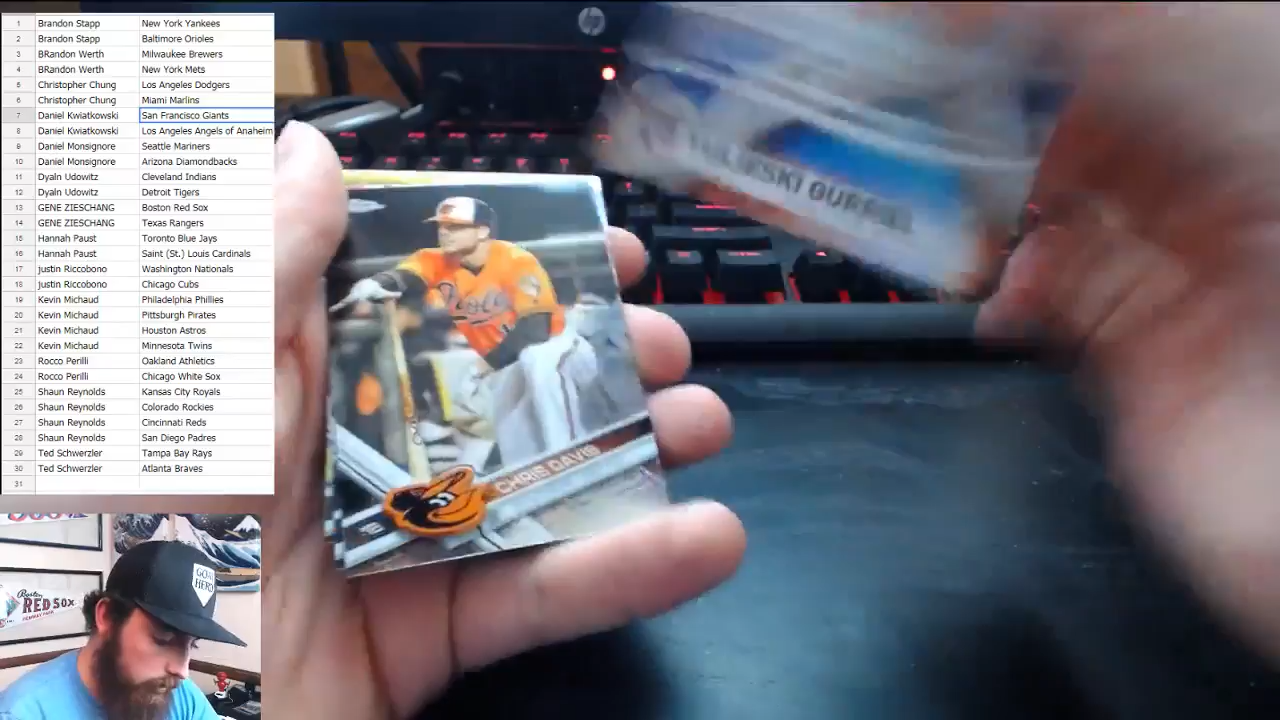 1 Brandon Stapp New York Yankees
2 Brandon Stapp Baltimore Orioles
3 BRandon Werth Milwaukee Brewers
4 BRandon Werth New York Mets
5 Christopher Chung Los Angeles Dodgers
6 Christopher Chung Miami Marlins
7 Daniel Kwiatkowski San Francisco Giants
8 Daniel Kwiatkowski Los Angeles Angels of Anaheim
9 Daniel Monsignore Seattle Mariners
10 Daniel Monsignore Arizona Diamondbacks
11 Dyaln Udowitz Cleveland Indians
12 Dyaln Udowitz Detroit Tigers
13 GENE ZIESCHANG Boston Red Sox
14 GENE ZIESCHANG Texas Rangers
15 Hannah Paust Toronto Blue Jays
16 Hannah Paust Saint (St.) Louis Cardinals
17 justin Riccobono Washington Nationals
18 justin Riccobono Chicago Cubs
19 Kevin Michaud Philadelphia Phillies
20 Kevin Michaud Pittsburgh Pirates
21 Kevin Michaud Houston Astros
22 Kevin Michaud Minnesota Twins
23 Rocco Perilli Oakland Athletics
24 Rocco Perilli Chicago White Sox
25 Shaun Reynolds Kansas City Royals
26 Shaun Reynolds Colorado Rockies
27 Shaun Reynolds Cincinnati Reds
28 Shaun Reynolds San Diego Padres
29 Ted Schwerzler Tampa Bay Rays
30 Ted Schwerzler Atlanta Braves
31
hp
GURRIEL
CHRIS DAVIS
1B
GOAT
HERD
Boston
RED SOX